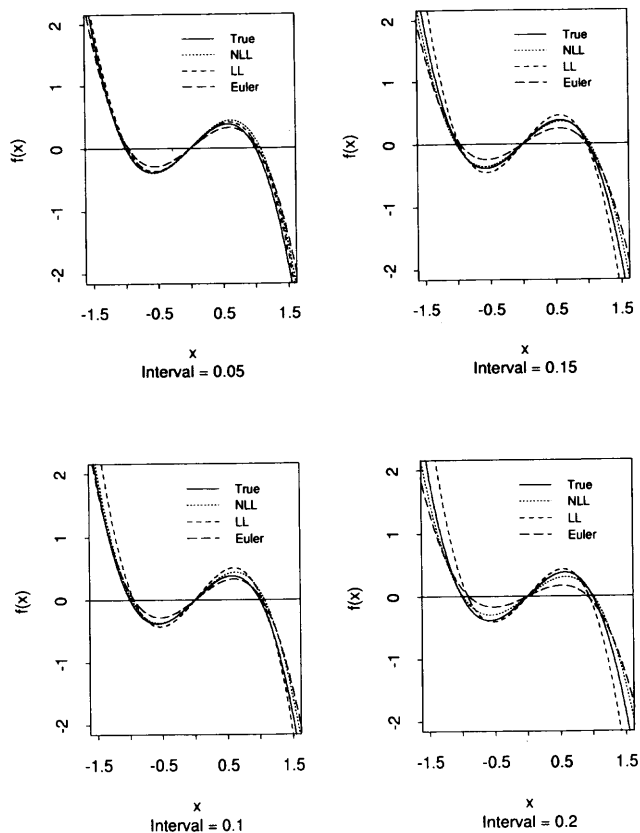 2
1
0
-1
-2
f(x)
True
NLL
LL
Euler
-1.5 -0.5 0.5 1.5
x
Interval = 0.05
2
1
0
-1
-2
f(x)
True
NLL
LL
Euler
-1.5 -0.5 0.5 1.5
x
Interval = 0.15
2
1
0
-1
-2
f(x)
True
NLL
LL
Euler
-1.5 -0.5 0.5 1.5
x
Interval = 0.1
2
1
0
-1
-2
f(x)
True
NLL
LL
Euler
-1.5 -0.5 0.5 1.5
x
Interval = 0.2